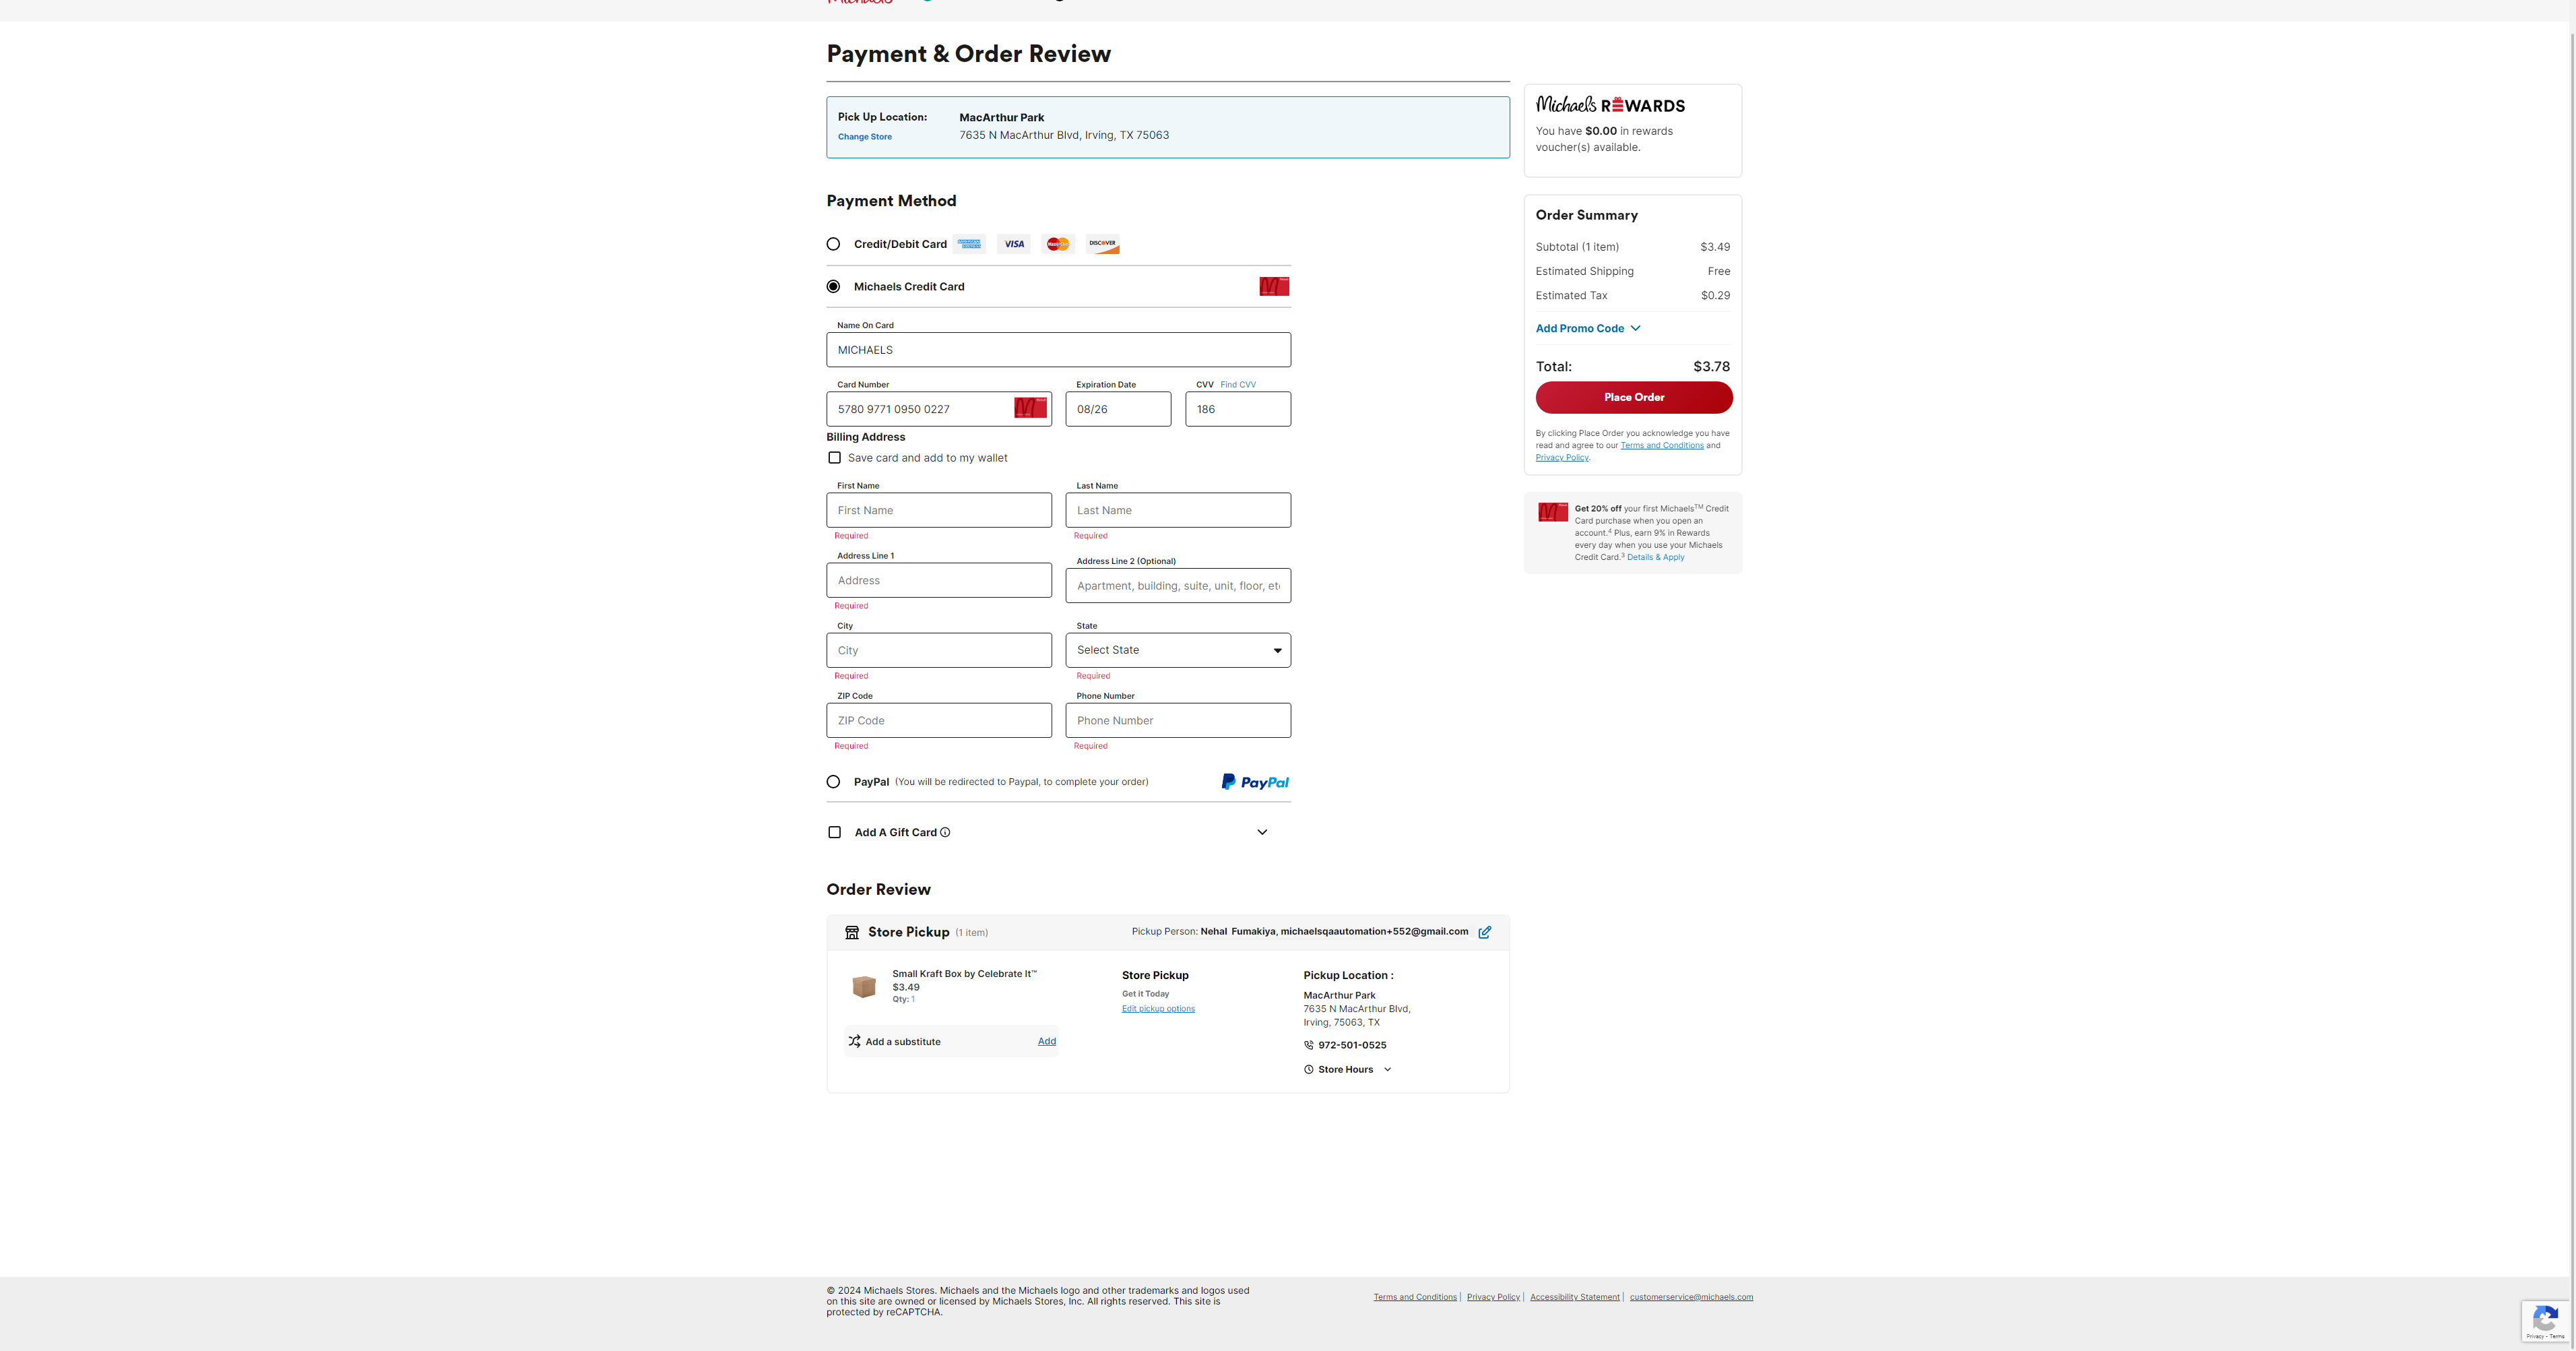 Michaels
Payment & Order Review
Pick Up Location:
MacArthur Park
Change Store
7635 N MacArthur Blvd, Irving, TX 75063
Payment Method
Credit/Debit Card
AMERICAN EXPRESS
VISA
MasterCard
DISCOVER
Michaels Credit Card
Name On Card
MICHAELS
Card Number
Expiration Date
CVV Find CVV
5780 9771 0950 0227
08/26
186
Billing Address
Save card and add to my wallet
First Name
Last Name
First Name
Last Name
Required
Required
Address Line 1
Address Line 2 (Optional)
Address
Apartment, building, suite, unit, floor, et
Required
City
State
City
Select State
Required
Required
ZIP Code
Phone Number
ZIP Code
Phone Number
Required
Required
PayPal (You will be redirected to Paypal, to complete your order)
PayPal
Add A Gift Card
Order Review
Store Pickup (1 item)
Pickup Person: Nehal Fumakiya, michaelsqaautomation+552@gmail.com
Small Kraft Box by Celebrate It™
$3.49
Qty: 1
Add a substitute
Add
Store Pickup
Get it Today
Edit pickup options
Pickup Location :
MacArthur Park
7635 N MacArthur Blvd,
Irving, 75063, TX
972-501-0525
Store Hours
Michaels REWARDS
You have $0.00 in rewards
voucher(s) available.
Order Summary
Subtotal (1 item) $3.49
Estimated Shipping Free
Estimated Tax $0.29
Add Promo Code
Total: $3.78
Place Order
By clicking Place Order you acknowledge you have
read and agree to our Terms and Conditions and
Privacy Policy.
Get 20% off your first Michaels™ Credit
Card purchase when you open an
account.⁴ Plus, earn 9% in Rewards
every day when you use your Michaels
Credit Card.³ Details & Apply
© 2024 Michaels Stores. Michaels and the Michaels logo and other trademarks and logos used
on this site are owned or licensed by Michaels Stores, Inc. All rights reserved. This site is
protected by reCAPTCHA.
Terms and Conditions | Privacy Policy | Accessibility Statement | customerservice@michaels.com
Privacy - Terms